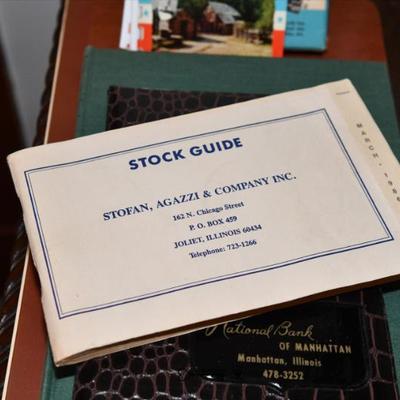 STOCK GUIDE
STOFAN, AGAZZI & COMPANY INC.
162 N. Chicago Street
P. O. BOX 459
JOLIET, ILLINOIS 60434
Telephone: 723-1266
MARCH, 198
National Bank
OF MANHATTAN
Manhattan, Illinois
478-3252